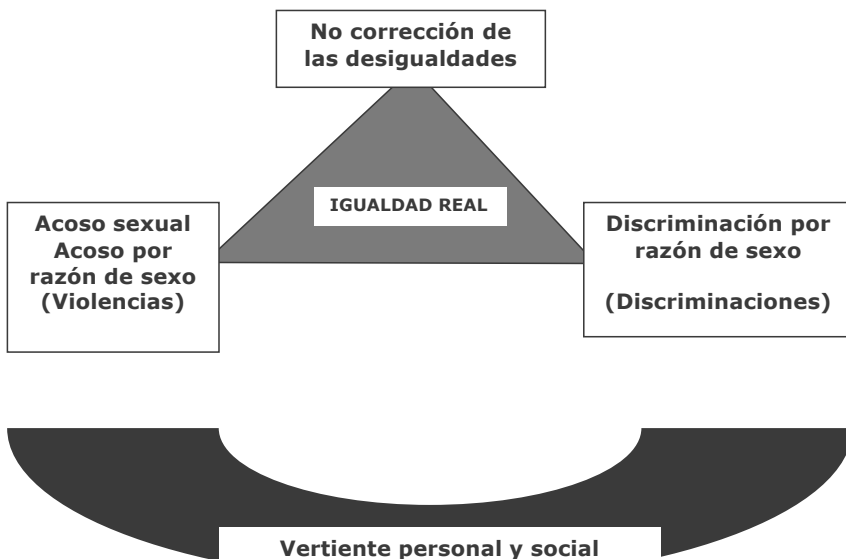 No corrección de
las desigualdades
IGUALDAD REAL
Acoso sexual
Acoso por
razón de sexo
(Violencias)
Discriminación por
razón de sexo
(Discriminaciones)
Vertiente personal y social